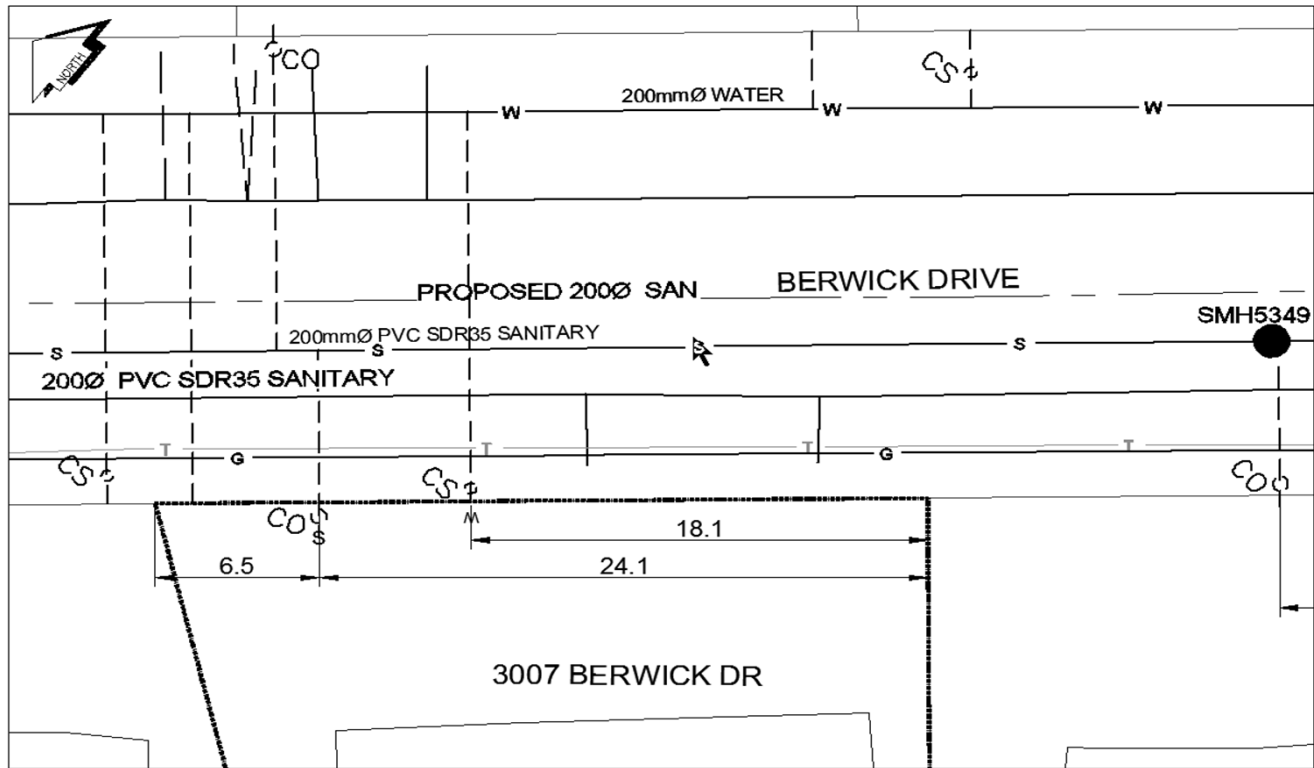 NORTH
CO
CS
200mmØ WATER
W
W
W
PROPOSED 200Ø SAN
BERWICK DRIVE
SMH5349
200mmØ PVC SDR35 SANITARY
S
S
S
200Ø PVC SDR35 SANITARY
T
T
T
T
G
G
CS
CS
CO
CO
S
18.1
6.5
24.1
3007 BERWICK DR